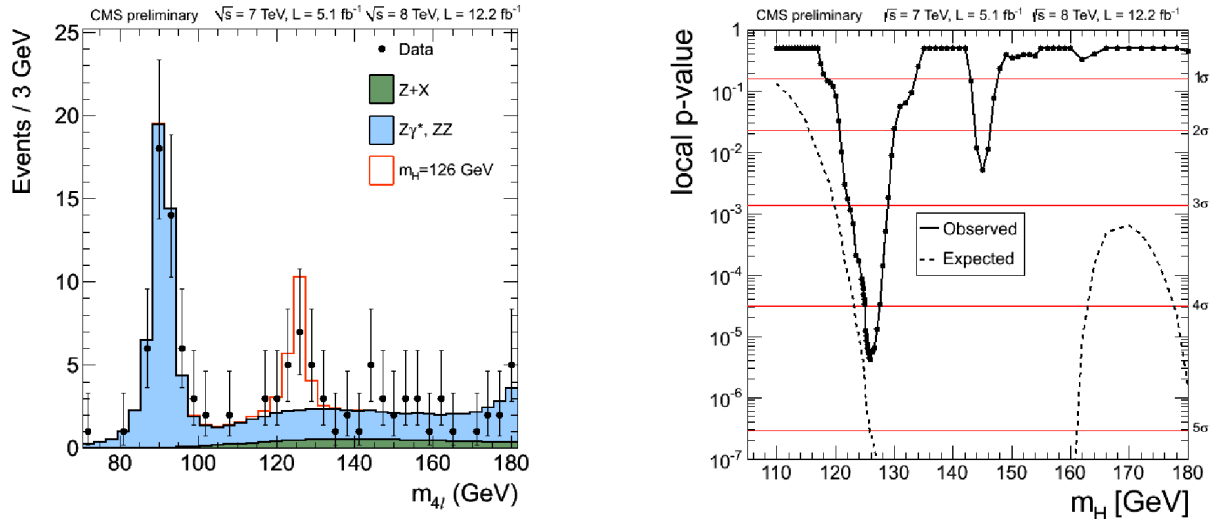 CMS preliminary √s = 7 TeV, L = 5.1 fb⁻¹ √s = 8 TeV, L = 12.2 fb⁻¹
Events / 3 GeV
25
20
15
10
5
0
Data
Z+X
Zγ*, ZZ
m_H=126 GeV
80 100 120 140 160 180
m_4ℓ (GeV)
CMS preliminary √s = 7 TeV, L = 5.1 fb⁻¹ √s = 8 TeV, L = 12.2 fb⁻¹
local p-value
1
10⁻¹
10⁻²
10⁻³
10⁻⁴
10⁻⁵
10⁻⁶
10⁻⁷
1σ
2σ
3σ
4σ
5σ
Observed
Expected
110 120 130 140 150 160 170 180
m_H [GeV]